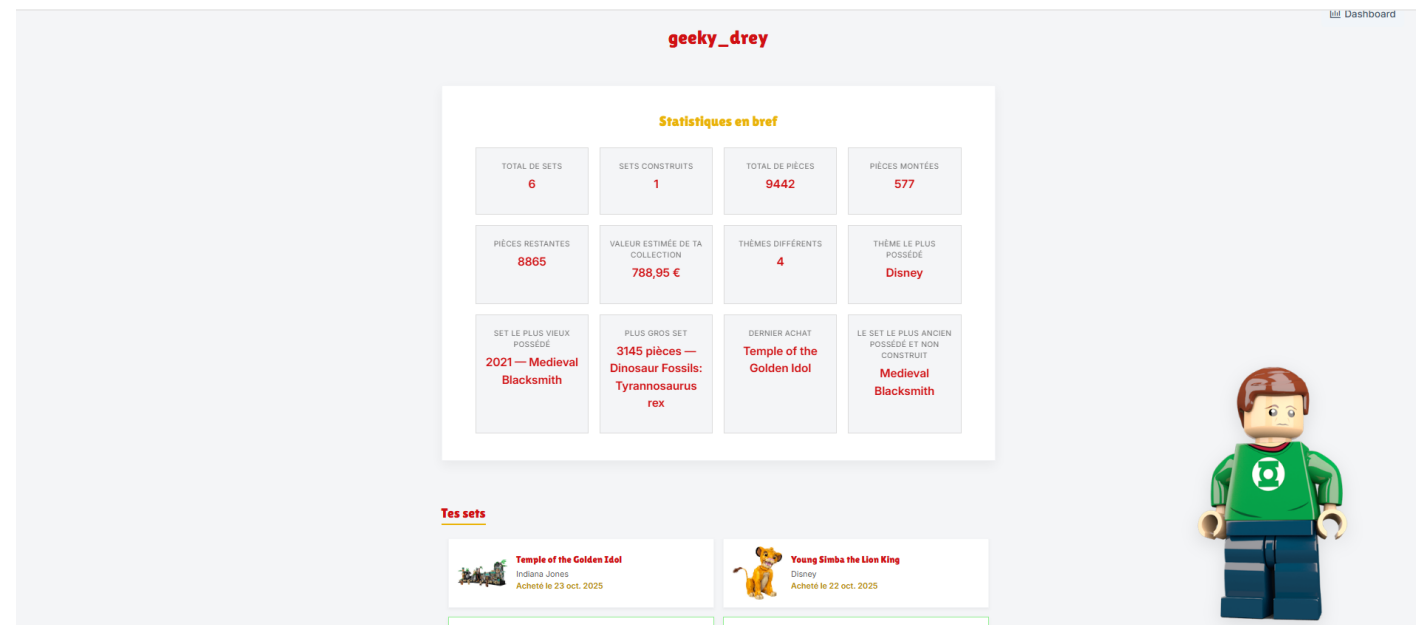 Dashboard
geeky_drey
Statistiques en bref
TOTAL DE SETS
6
SETS CONSTRUITS
1
TOTAL DE PIÈCES
9442
PIÈCES MONTÉES
577
PIÈCES RESTANTES
8865
VALEUR ESTIMÉE DE TA
COLLECTION
788,95 €
THÈMES DIFFÉRENTS
4
THÈME LE PLUS
POSSÉDÉ
Disney
SET LE PLUS VIEUX
POSSÉDÉ
2021 — Medieval
Blacksmith
PLUS GROS SET
3145 pièces —
Dinosaur Fossils:
Tyrannosaurus
rex
DERNIER ACHAT
Temple of the
Golden Idol
LE SET LE PLUS ANCIEN
POSSÉDÉ ET NON
CONSTRUIT
Medieval
Blacksmith
Tes sets
Temple of the Golden Idol
Indiana Jones
Acheté le 23 oct. 2025
Young Simba the Lion King
Disney
Acheté le 22 oct. 2025